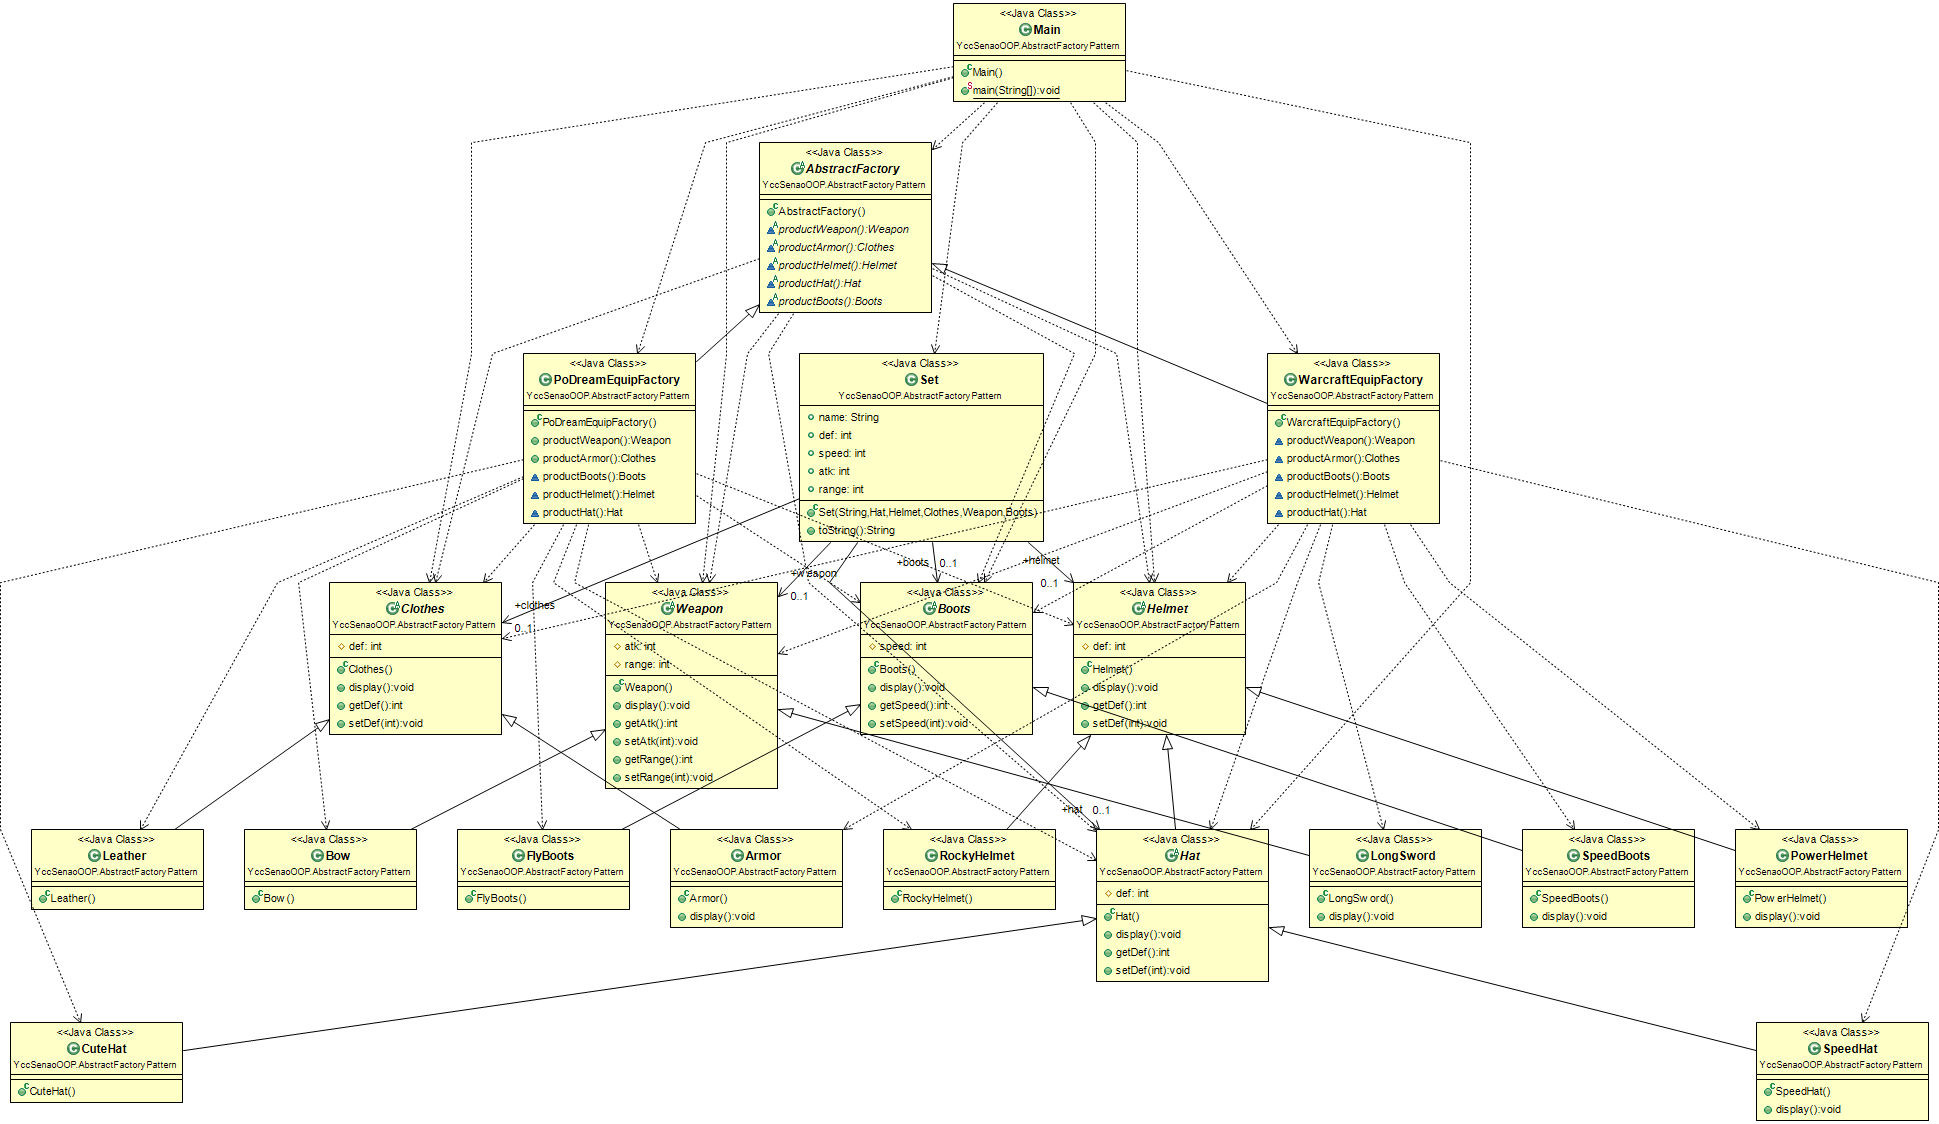 <<Java Class>>
Main
YccSenaoOOP.AbstractFactoryPattern
Main()
main(String[]):void
<<Java Class>>
AbstractFactory
YccSenaoOOP.AbstractFactoryPattern
AbstractFactory()
productWeapon():Weapon
productArmor():Clothes
productHelmet():Helmet
productHat():Hat
productBoots():Boots
<<Java Class>>
PoDreamEquipFactory
YccSenaoOOP.AbstractFactoryPattern
PoDreamEquipFactory()
productWeapon():Weapon
productArmor():Clothes
productBoots():Boots
productHelmet():Helmet
productHat():Hat
<<Java Class>>
Set
YccSenaoOOP.AbstractFactoryPattern
name: String
def: int
speed: int
atk: int
range: int
Set(String,Hat,Helmet,Clothes,Weapon,Boots)
toString():String
<<Java Class>>
WarcraftEquipFactory
YccSenaoOOP.AbstractFactoryPattern
WarcraftEquipFactory()
productWeapon():Weapon
productArmor():Clothes
productBoots():Boots
productHelmet():Helmet
productHat():Hat
+clothes
0..1
+weapon
0..1
+boots
0..1
+helmet
0..1
<<Java Class>>
Clothes
YccSenaoOOP.AbstractFactoryPattern
def: int
Clothes()
display():void
getDef():int
setDef(int):void
<<Java Class>>
Weapon
YccSenaoOOP.AbstractFactoryPattern
atk: int
range: int
Weapon()
display():void
getAtk():int
setAtk(int):void
getRange():int
setRange(int):void
<<Java Class>>
Boots
YccSenaoOOP.AbstractFactoryPattern
speed: int
Boots()
display():void
getSpeed():int
setSpeed(int):void
<<Java Class>>
Helmet
YccSenaoOOP.AbstractFactoryPattern
def: int
Helmet()
display():void
getDef():int
setDef(int):void
+hat
0..1
<<Java Class>>
Leather
YccSenaoOOP.AbstractFactoryPattern
Leather()
<<Java Class>>
Bow
YccSenaoOOP.AbstractFactoryPattern
Bow()
<<Java Class>>
FlyBoots
YccSenaoOOP.AbstractFactoryPattern
FlyBoots()
<<Java Class>>
Armor
YccSenaoOOP.AbstractFactoryPattern
Armor()
display():void
<<Java Class>>
RockyHelmet
YccSenaoOOP.AbstractFactoryPattern
RockyHelmet()
<<Java Class>>
Hat
YccSenaoOOP.AbstractFactoryPattern
def: int
Hat()
display():void
getDef():int
setDef(int):void
<<Java Class>>
LongSword
YccSenaoOOP.AbstractFactoryPattern
LongSword()
display():void
<<Java Class>>
SpeedBoots
YccSenaoOOP.AbstractFactoryPattern
SpeedBoots()
display():void
<<Java Class>>
PowerHelmet
YccSenaoOOP.AbstractFactoryPattern
PowerHelmet()
display():void
<<Java Class>>
CuteHat
YccSenaoOOP.AbstractFactoryPattern
CuteHat()
<<Java Class>>
SpeedHat
YccSenaoOOP.AbstractFactoryPattern
SpeedHat()
display():void